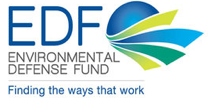 EDF
ENVIRONMENTAL
DEFENSE FUND
Finding the ways that work